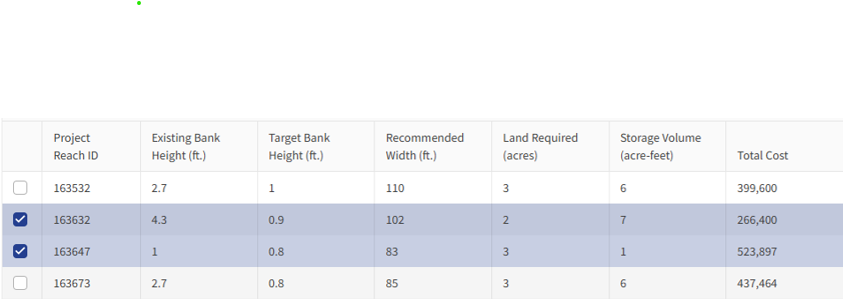 Project Reach ID | Existing Bank Height (ft.) | Target Bank Height (ft.) | Recommended Width (ft.) | Land Required (acres) | Storage Volume (acre-feet) | Total Cost
163532 | 2.7 | 1 | 110 | 3 | 6 | 399,600
163632 | 4.3 | 0.9 | 102 | 2 | 7 | 266,400
163647 | 1 | 0.8 | 83 | 3 | 1 | 523,897
163673 | 2.7 | 0.8 | 85 | 3 | 6 | 437,464